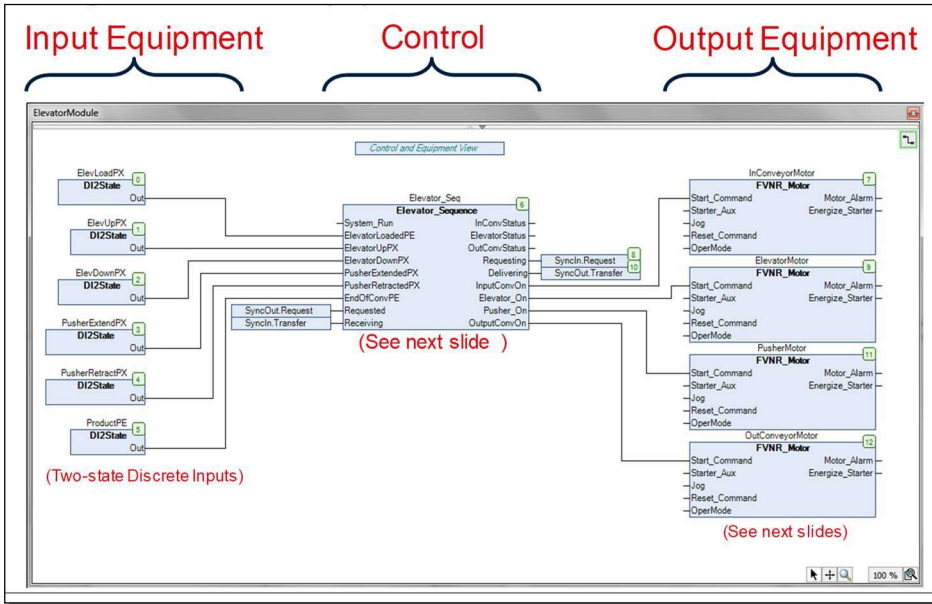 Input Equipment
Control
Output Equipment
ElevatorModule
Control and Equipment View
ElevLoadPX
0
DI2State
Out
ElevUpPX
1
DI2State
Out
ElevDownPX
2
DI2State
Out
PusherExtendPX
3
DI2State
Out
PusherRetractPX
4
DI2State
Out
ProductPE
5
DI2State
Out
(Two-state Discrete Inputs)
Elevator_Seq
6
Elevator_Sequence
System_Run InConvStatus
ElevatorLoadedPE ElevatorStatus
ElevatorUpPX OutConvStatus
ElevatorDownPX Requesting
PusherExtendedPX Delivering
PusherRetractedPX InputConvOn
EndOfConvPE Elevator_On
Requested Pusher_On
Receiving OutputConvOn
SyncOut.Request
SyncIn.Transfer
8
SyncIn.Request
10
SyncOut.Transfer
(See next slide )
InConveyorMotor
7
FVNR_Motor
Start_Command Motor_Alarm
Starter_Aux Energize_Starter
Jog
Reset_Command
OperMode
ElevatorMotor
9
FVNR_Motor
Start_Command Motor_Alarm
Starter_Aux Energize_Starter
Jog
Reset_Command
OperMode
PusherMotor
11
FVNR_Motor
Start_Command Motor_Alarm
Starter_Aux Energize_Starter
Jog
Reset_Command
OperMode
OutConveyorMotor
12
FVNR_Motor
Start_Command Motor_Alarm
Starter_Aux Energize_Starter
Jog
Reset_Command
OperMode
(See next slides)
100 %